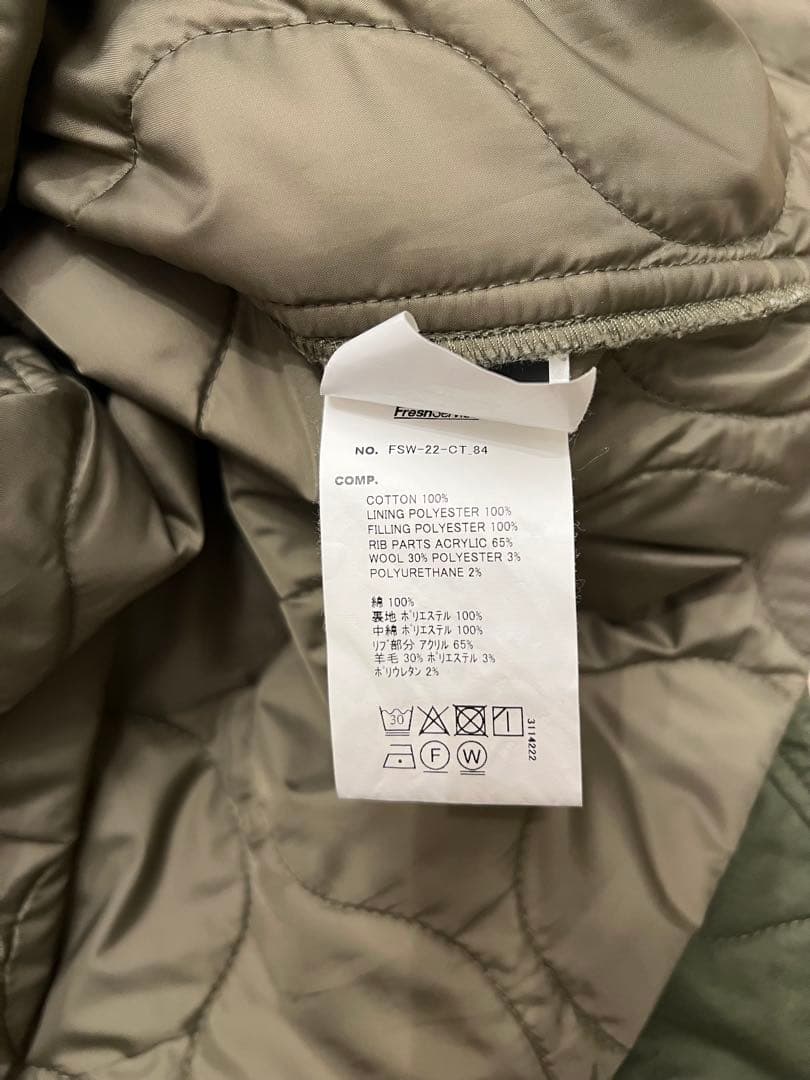 NO. FSW-22-CT_84
COMP.
COTTON 100%
LINING POLYESTER 100%
FILLING POLYESTER 100%
RIB PARTS ACRYLIC 65%
WOOL 30% POLYESTER 3%
POLYURETHANE 2%
綿 100%
裏地 ﾎﾟﾘｴｽﾃﾙ 100%
中綿 ﾎﾟﾘｴｽﾃﾙ 100%
ﾘﾌﾞ部分 ｱｸﾘﾙ 65%
羊毛 30% ﾎﾟﾘｴｽﾃﾙ 3%
ﾎﾟﾘｳﾚﾀﾝ 2%
30
F W
3114222